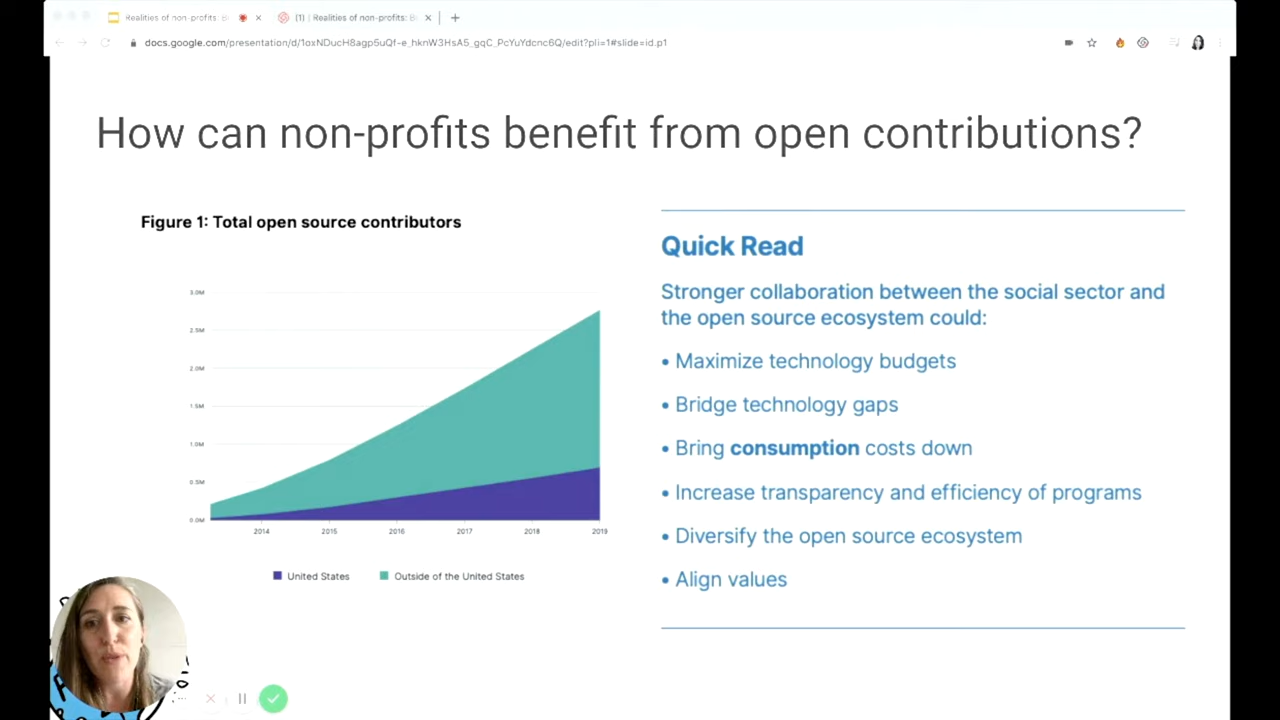 Realities of non-profits: B
(1) | Realities of non-profits: B
docs.google.com/presentation/d/1oxNDucH8agp5uQf-e_hknW3HsA5_gqC_PcYuYdcnc6Q/edit?pli=1#slide=id.p1
How can non-profits benefit from open contributions?
Figure 1: Total open source contributors
3.0M
2.5M
2.0M
1.5M
1.0M
0.5M
0.0M
2014 2015 2016 2017 2018 2019
United States Outside of the United States
Quick Read
Stronger collaboration between the social sector and
the open source ecosystem could:
• Maximize technology budgets
• Bridge technology gaps
• Bring consumption costs down
• Increase transparency and efficiency of programs
• Diversify the open source ecosystem
• Align values